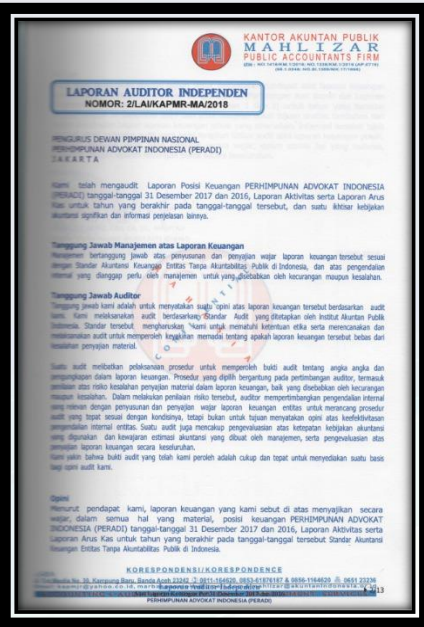 KANTOR AKUNTAN PUBLIK
MAHLIZAR
PUBLIC ACCOUNTANTS FIRM
LAPORAN AUDITOR INDEPENDEN
NOMOR: 2/LAI/KAPMR-MA/2018
PENGURUS DEWAN PIMPINAN NASIONAL
PERHIMPUNAN ADVOKAT INDONESIA (PERADI)
J A K A R T A
Kami telah mengaudit Laporan Posisi Keuangan PERHIMPUNAN ADVOKAT INDONESIA
(PERADI) tanggal-tanggal 31 Desember 2017 dan 2016, Laporan Aktivitas serta Laporan Arus
Kas untuk tahun yang berakhir pada tanggal-tanggal tersebut, dan suatu ikhtisar kebijakan
akuntansi signifikan dan informasi penjelasan lainnya.
Tanggung Jawab Manajemen atas Laporan Keuangan
Manajemen bertanggung jawab atas penyusunan dan penyajian wajar laporan keuangan tersebut sesuai
dengan Standar Akuntansi Keuangan Entitas Tanpa Akuntabilitas Publik di Indonesia, dan atas pengendalian
internal yang dianggap perlu oleh manajemen untuk yang disebabkan oleh kecurangan maupun kesalahan.
Tanggung Jawab Auditor
Tanggung jawab kami adalah untuk menyatakan suatu opini atas laporan keuangan tersebut berdasarkan audit
kami. Kami melaksanakan audit berdasarkan Standar Audit yang ditetapkan oleh Institut Akuntan Publik
Indonesia. Standar tersebut mengharuskan kami untuk mematuhi ketentuan etika serta merencanakan dan
melaksanakan audit untuk memperoleh keyakinan memadai tentang apakah laporan keuangan tersebut bebas dari
kesalahan penyajian material.
Suatu audit melibatkan pelaksanaan prosedur untuk memperoleh bukti audit tentang angka angka dan
pengungkapan dalam laporan keuangan. Prosedur yang dipilih bergantung pada pertimbangan auditor, termasuk
penilaian atas risiko kesalahan penyajian material dalam laporan keuangan, baik yang disebabkan oleh kecurangan
maupun kesalahan. Dalam melakukan penilaian risiko tersebut, auditor mempertimbangkan pengendalian internal
yang relevan dengan penyusunan dan penyajian wajar laporan keuangan entitas untuk merancang prosedur
audit yang tepat sesuai dengan kondisinya, tetapi bukan untuk tujuan menyatakan opini atas keefektivitasan
pengendalian internal entitas. Suatu audit juga mencakup pengevaluasian atas ketepatan kebijakan akuntansi
yang digunakan dan kewajaran estimasi akuntansi yang dibuat oleh manajemen, serta pengevaluasian atas
penyajian laporan keuangan secara keseluruhan.
Kami yakin bahwa bukti audit yang telah kami peroleh adalah cukup dan tepat untuk menyediakan suatu basis
bagi opini audit kami.
Opini
Menurut pendapat kami, laporan keuangan yang kami sebut di atas menyajikan secara
wajar, dalam semua hal yang material, posisi keuangan PERHIMPUNAN ADVOKAT
INDONESIA (PERADI) tanggal-tanggal 31 Desember 2017 dan 2016, Laporan Aktivitas serta
Laporan Arus Kas untuk tahun yang berakhir pada tanggal-tanggal tersebut Standar Akuntansi
Keuangan Entitas Tanpa Akuntabilitas Publik di Indonesia.
KORESPONDENSI/KORESPONDENCE
Laporan Auditor Independen
PERHIMPUNAN ADVOKAT INDONESIA (PERADI)